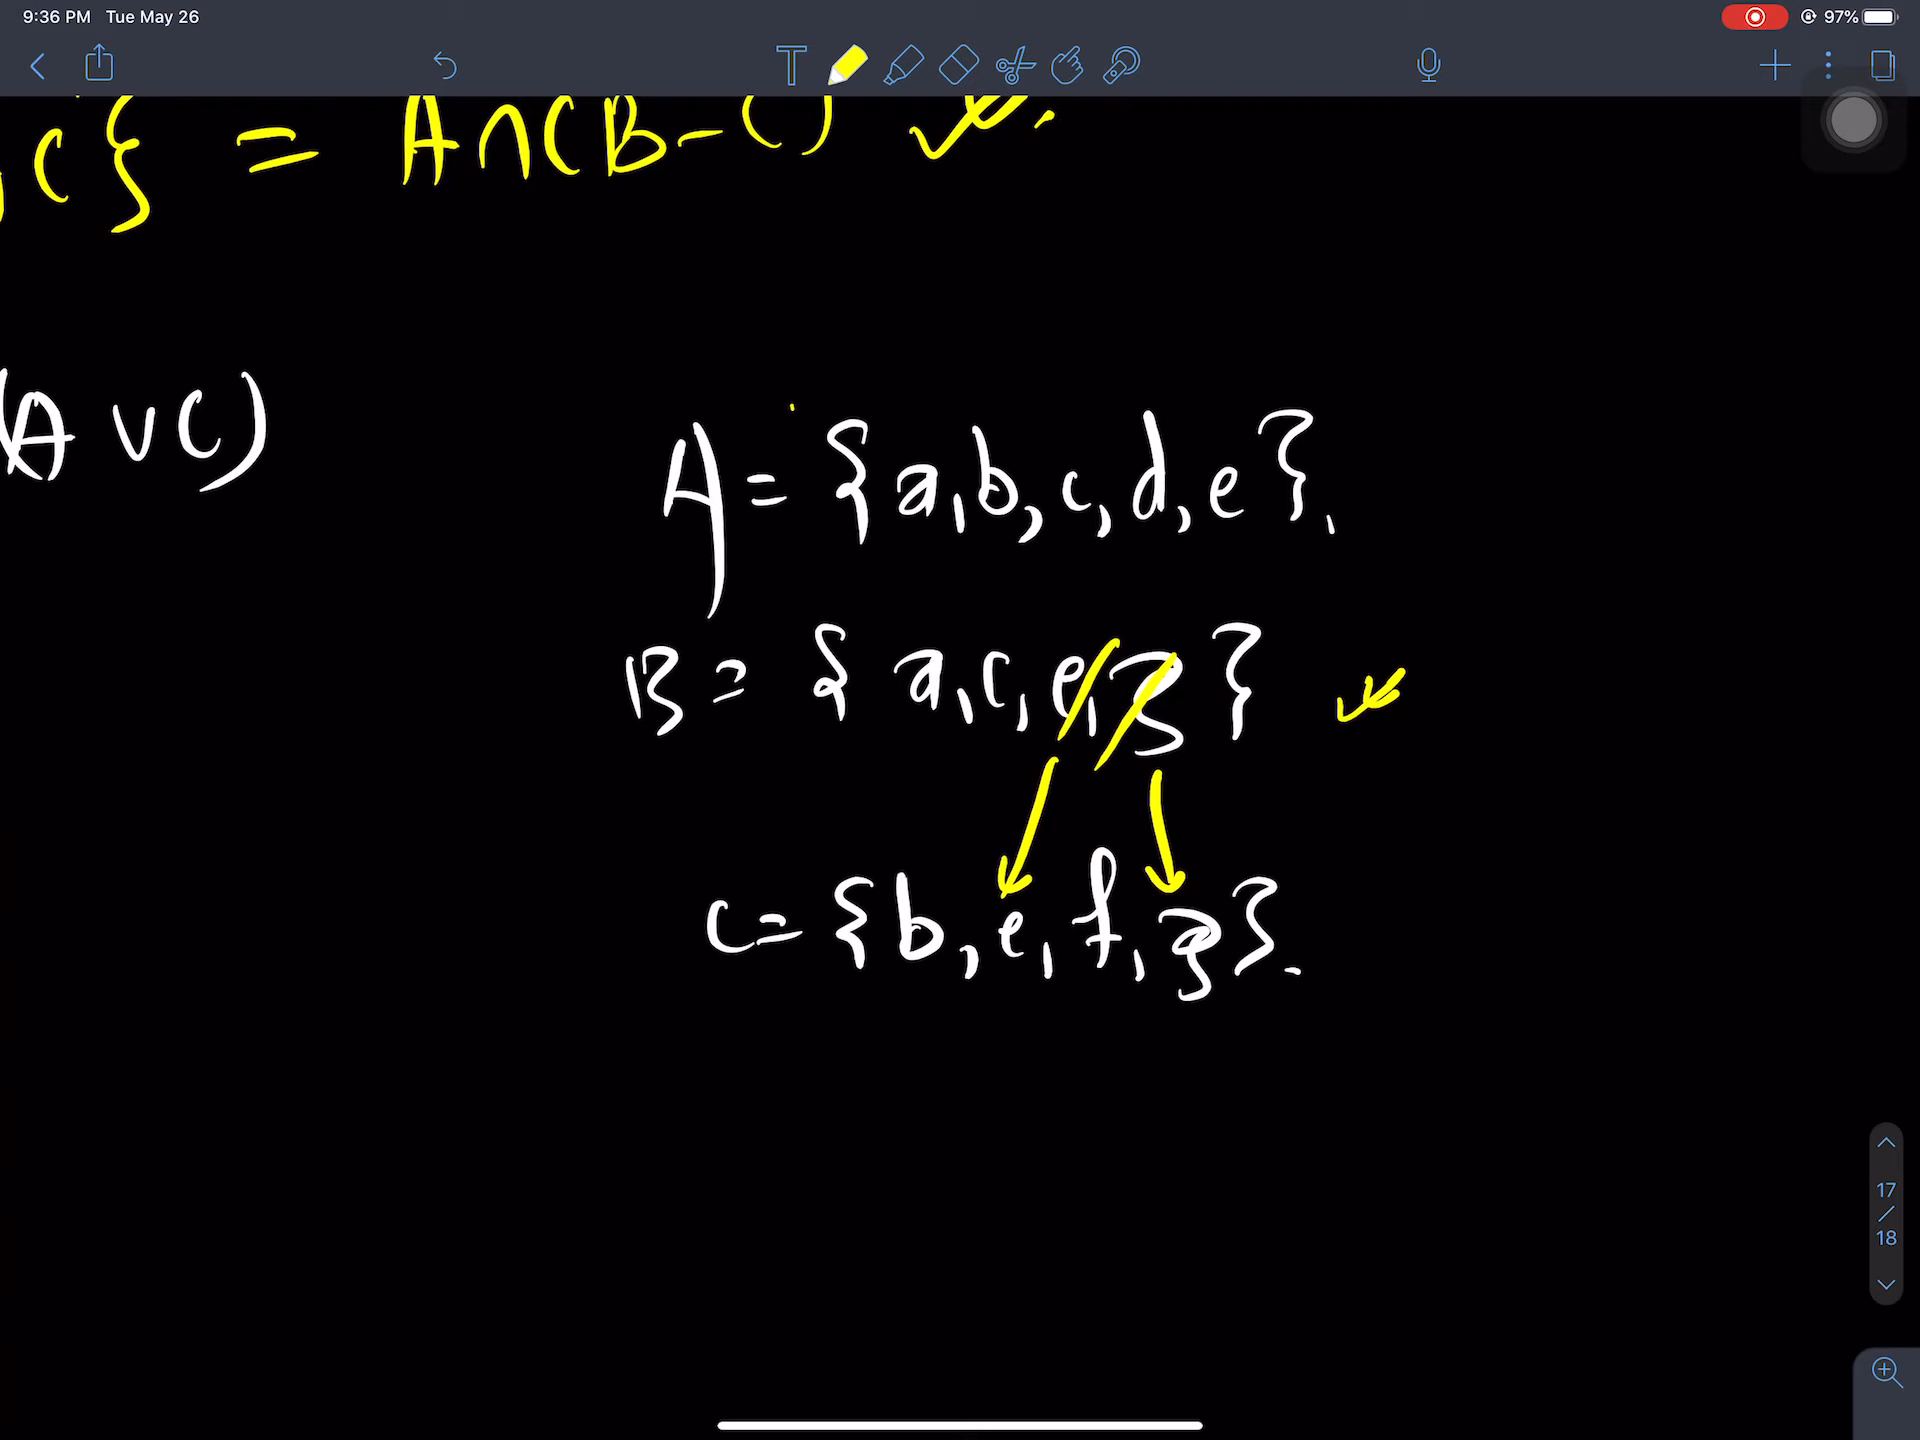 9:36 PM Tue May 26
97%
, c} = A∩(B-C)
(A ∪ C)
A = {a, b, c, d, e}.
B = {a, c, e, g}
C = {b, e, f, g}.
17
/
18